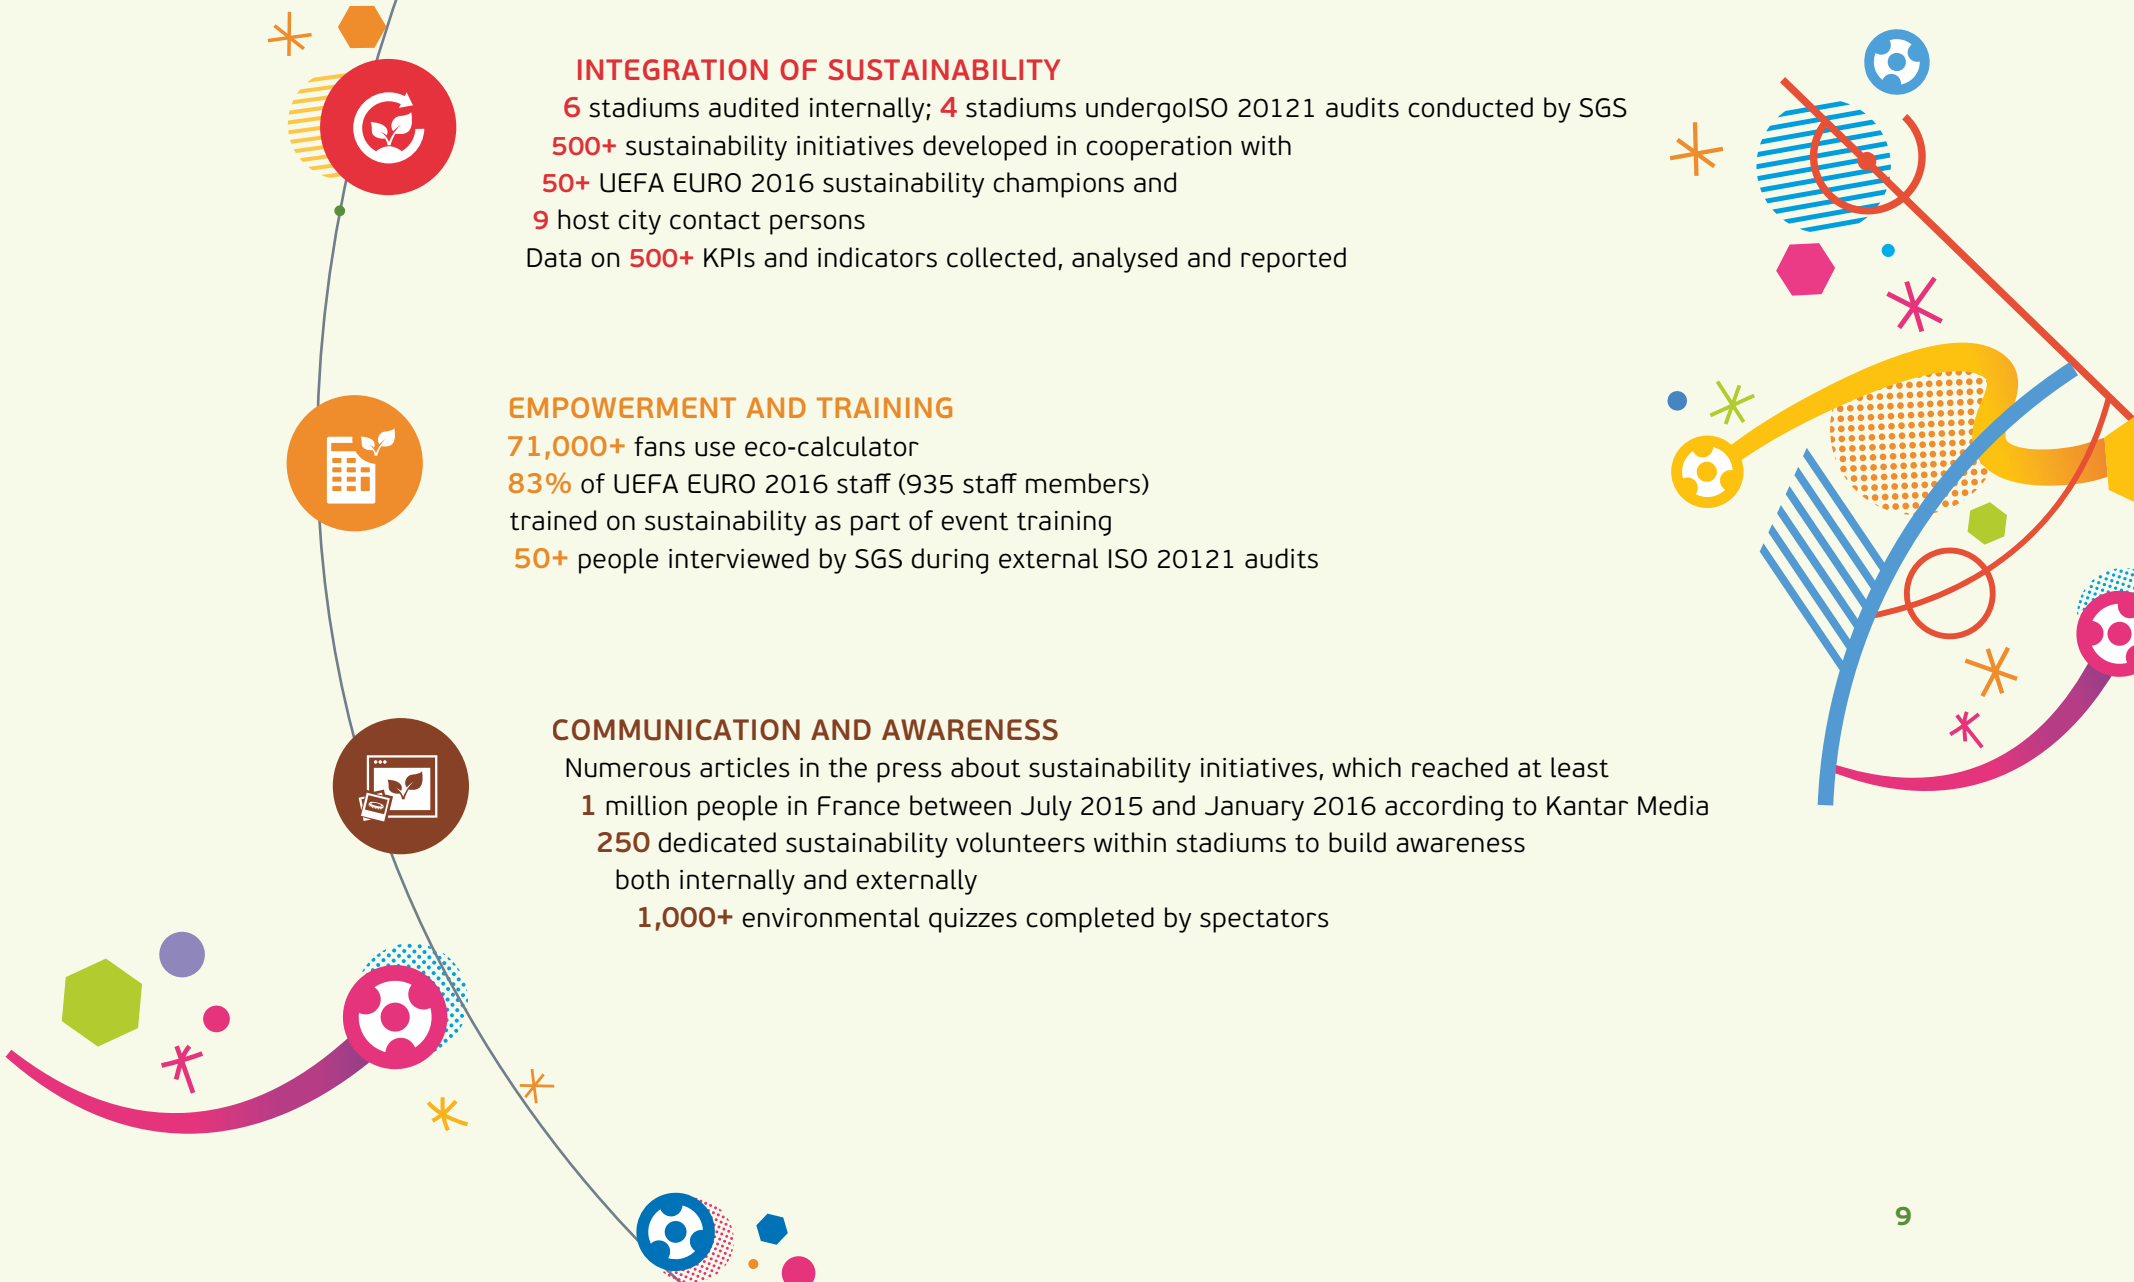 INTEGRATION OF SUSTAINABILITY
6 stadiums audited internally; 4 stadiums undergoISO 20121 audits conducted by SGS
500+ sustainability initiatives developed in cooperation with
50+ UEFA EURO 2016 sustainability champions and
9 host city contact persons
Data on 500+ KPIs and indicators collected, analysed and reported
EMPOWERMENT AND TRAINING
71,000+ fans use eco-calculator
83% of UEFA EURO 2016 staff (935 staff members)
trained on sustainability as part of event training
50+ people interviewed by SGS during external ISO 20121 audits
COMMUNICATION AND AWARENESS
Numerous articles in the press about sustainability initiatives, which reached at least
1 million people in France between July 2015 and January 2016 according to Kantar Media
250 dedicated sustainability volunteers within stadiums to build awareness
both internally and externally
1,000+ environmental quizzes completed by spectators
9